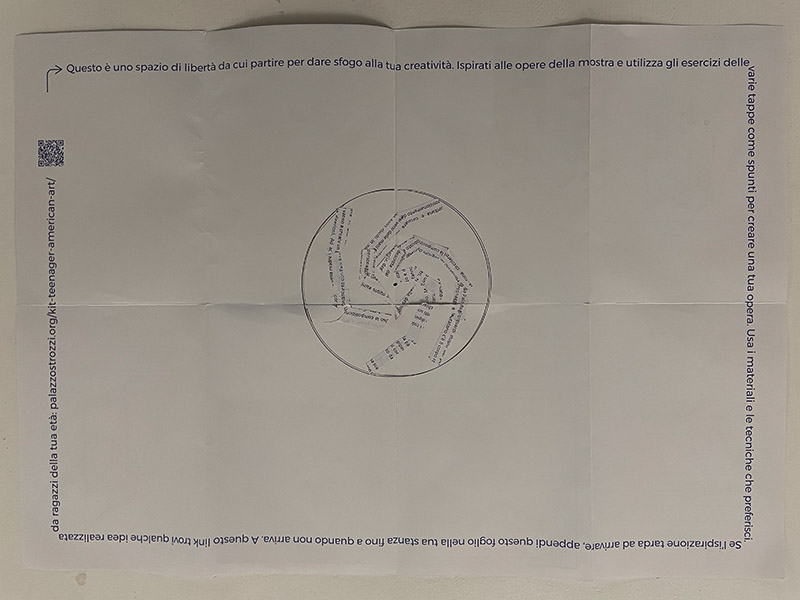 Questo è uno spazio di libertà da cui partire per dare sfogo alla tua creatività. Ispirati alle opere della mostra e utilizza gli esercizi delle
varie tappe come spunti per creare una tua opera. Usa i materiali e le tecniche che preferisci.
Se l'ispirazione tarda ad arrivare, appendi questo foglio nella tua stanza fino a quando non arriva. A questo link trovi qualche idea realizzata
da ragazzi della tua età: palazzostrozzi.org/kit-teenager-american-art/